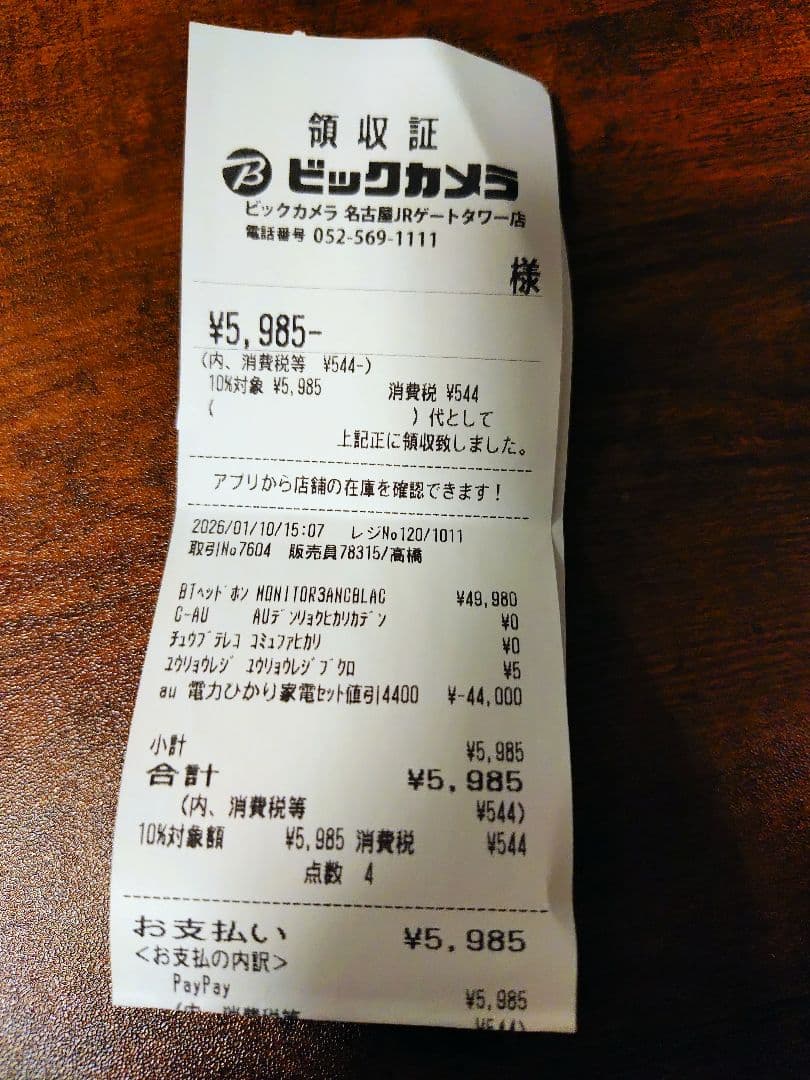 領収証
B ビックカメラ
ビックカメラ 名古屋JRゲートタワー店
電話番号 052-569-1111
様
¥5,985-
(内、消費税等 ¥544-)
10%対象 ¥5,985 消費税 ¥544
( )代として
上記正に領収致しました。
アプリから店舗の在庫を確認できます!
2026/01/10/15:07 レジNo120/1011
取引No7604 販売員78315/高橋
BTヘッドホン MONITOR3ANCBLAC ¥49,980
C-AU AUデンリョクヒカリカデン ¥0
チュウブテレコ コミュファヒカリ ¥0
ユウリョウレジ ユウリョウレジブクロ ¥5
au 電力ひかり家電セット値引4400 ¥-44,000
小計 ¥5,985
合計 ¥5,985
(内、消費税等 ¥544)
10%対象額 ¥5,985 消費税 ¥544
点数 4
お支払い ¥5,985
<お支払の内訳>
PayPay ¥5,985
(内、消費税等 ¥544)